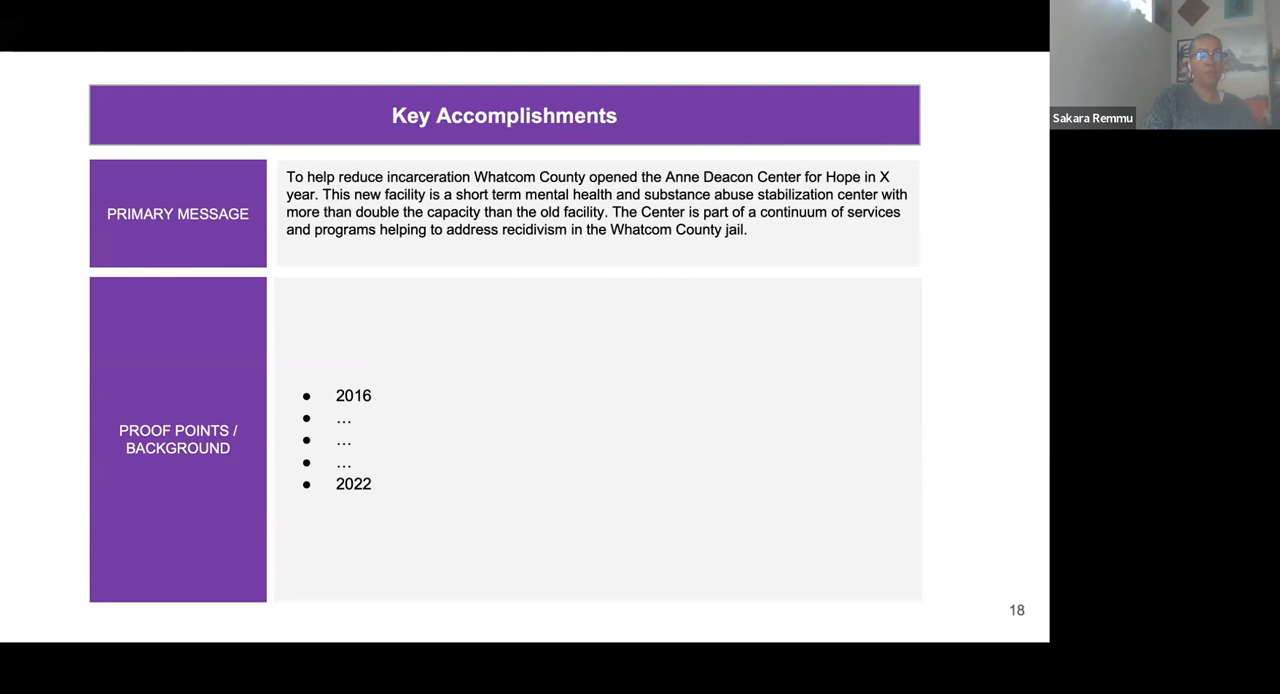 Key Accomplishments
PRIMARY MESSAGE
To help reduce incarceration Whatcom County opened the Anne Deacon Center for Hope in X
year. This new facility is a short term mental health and substance abuse stabilization center with
more than double the capacity than the old facility. The Center is part of a continuum of services
and programs helping to address recidivism in the Whatcom County jail.
PROOF POINTS /
BACKGROUND
● 2016
● …
● …
● …
● 2022
18
Sakara Remmu